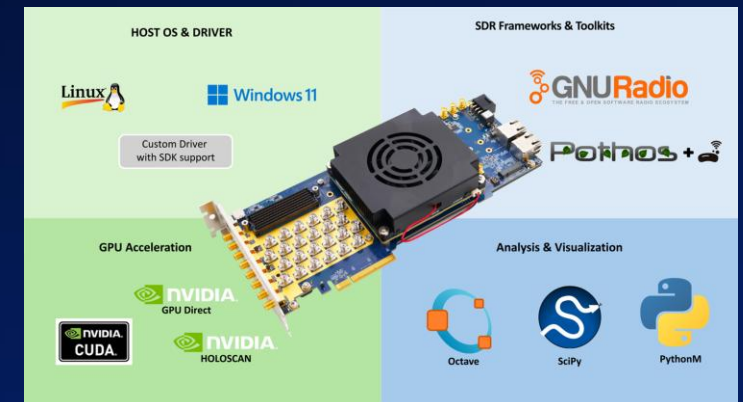 HOST OS & DRIVER
Linux
Windows 11
Custom Driver
with SDK support
SDR Frameworks & Toolkits
GNURadio
THE FREE & OPEN SOFTWARE RADIO ECOSYSTEM
Pothos +
GPU Acceleration
NVIDIA.
GPU Direct
NVIDIA.
CUDA.
NVIDIA.
HOLOSCAN
Analysis & Visualization
Octave
SciPy
PythonM